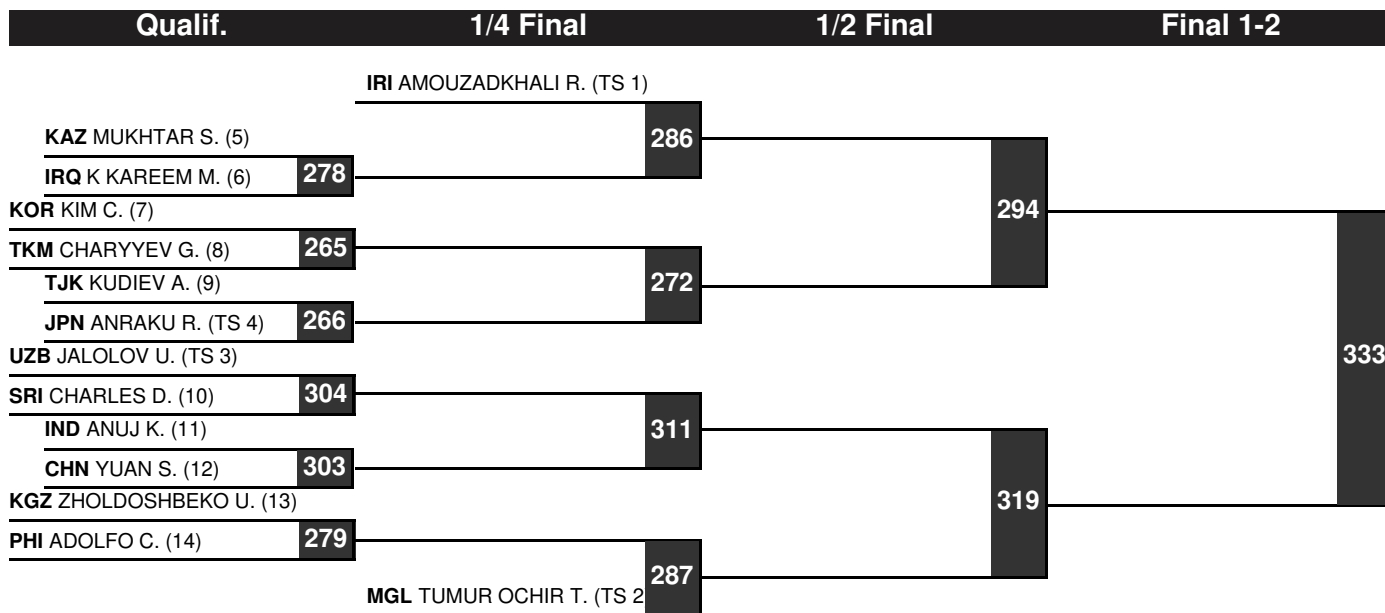 Qualif. 1/4 Final 1/2 Final Final 1-2
IRI AMOUZADKHALI R. (TS 1)
KAZ MUKHTAR S. (5)
286
IRQ K KAREEM M. (6) 278
KOR KIM C. (7)
294
TKM CHARYYEV G. (8) 265
TJK KUDIEV A. (9)
272
JPN ANRAKU R. (TS 4) 266
UZB JALOLOV U. (TS 3)
333
SRI CHARLES D. (10) 304
IND ANUJ K. (11)
311
CHN YUAN S. (12) 303
KGZ ZHOLDOSHBEKO U. (13)
319
PHI ADOLFO C. (14) 279
287
MGL TUMUR OCHIR T. (TS 2